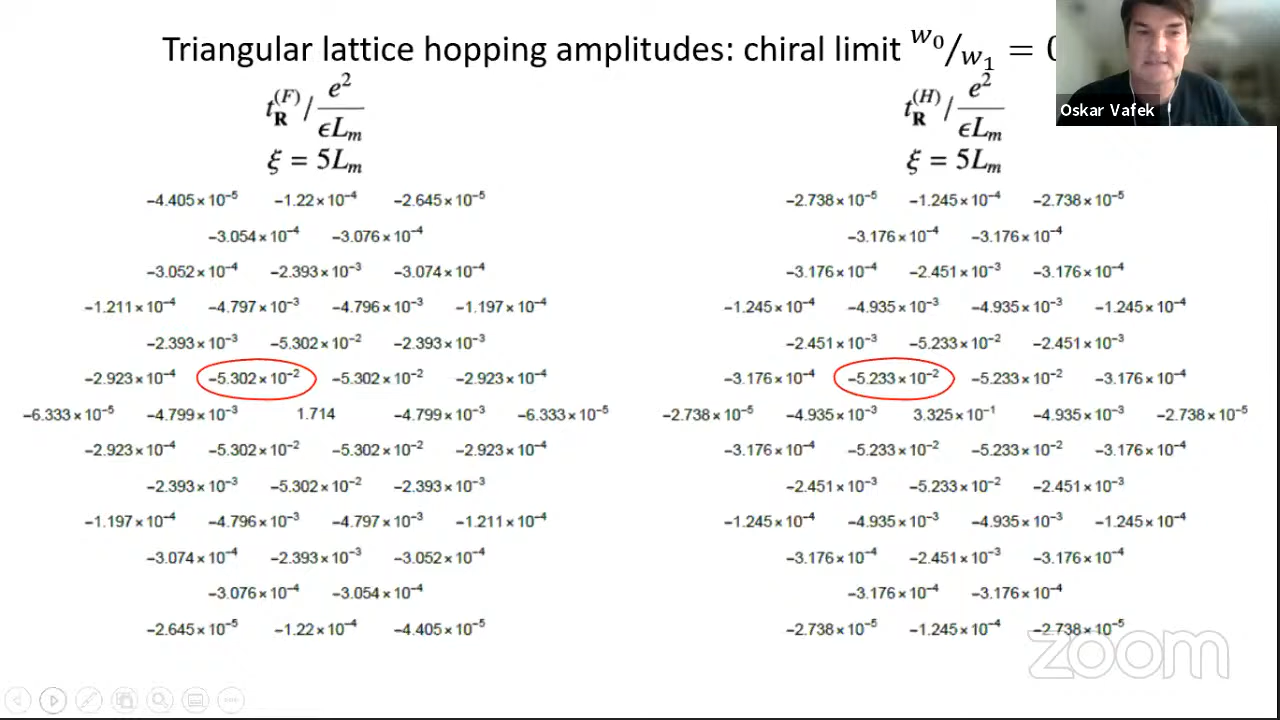 Triangular lattice hopping amplitudes: chiral limit w₀/w₁ = 0
Oskar Vafek
t_R^(F) / e²/ϵL_m
ξ = 5L_m
−4.405×10⁻⁵ −1.22×10⁻⁴ −2.645×10⁻⁵
−3.054×10⁻⁴ −3.076×10⁻⁴
−3.052×10⁻⁴ −2.393×10⁻³ −3.074×10⁻⁴
−1.211×10⁻⁴ −4.797×10⁻³ −4.796×10⁻³ −1.197×10⁻⁴
−2.393×10⁻³ −5.302×10⁻² −2.393×10⁻³
−2.923×10⁻⁴ −5.302×10⁻² −5.302×10⁻² −2.923×10⁻⁴
−6.333×10⁻⁵ −4.799×10⁻³ 1.714 −4.799×10⁻³ −6.333×10⁻⁵
−2.923×10⁻⁴ −5.302×10⁻² −5.302×10⁻² −2.923×10⁻⁴
−2.393×10⁻³ −5.302×10⁻² −2.393×10⁻³
−1.197×10⁻⁴ −4.796×10⁻³ −4.797×10⁻³ −1.211×10⁻⁴
−3.074×10⁻⁴ −2.393×10⁻³ −3.052×10⁻⁴
−3.076×10⁻⁴ −3.054×10⁻⁴
−2.645×10⁻⁵ −1.22×10⁻⁴ −4.405×10⁻⁵
t_R^(H) / e²/ϵL_m
ξ = 5L_m
−2.738×10⁻⁵ −1.245×10⁻⁴ −2.738×10⁻⁵
−3.176×10⁻⁴ −3.176×10⁻⁴
−3.176×10⁻⁴ −2.451×10⁻³ −3.176×10⁻⁴
−1.245×10⁻⁴ −4.935×10⁻³ −4.935×10⁻³ −1.245×10⁻⁴
−2.451×10⁻³ −5.233×10⁻² −2.451×10⁻³
−3.176×10⁻⁴ −5.233×10⁻² −5.233×10⁻² −3.176×10⁻⁴
−2.738×10⁻⁵ −4.935×10⁻³ 3.325×10⁻¹ −4.935×10⁻³ −2.738×10⁻⁵
−3.176×10⁻⁴ −5.233×10⁻² −5.233×10⁻² −3.176×10⁻⁴
−2.451×10⁻³ −5.233×10⁻² −2.451×10⁻³
−1.245×10⁻⁴ −4.935×10⁻³ −4.935×10⁻³ −1.245×10⁻⁴
−3.176×10⁻⁴ −2.451×10⁻³ −3.176×10⁻⁴
−3.176×10⁻⁴ −3.176×10⁻⁴
−2.738×10⁻⁵ −1.245×10⁻⁴ −2.738×10⁻⁵
zoom